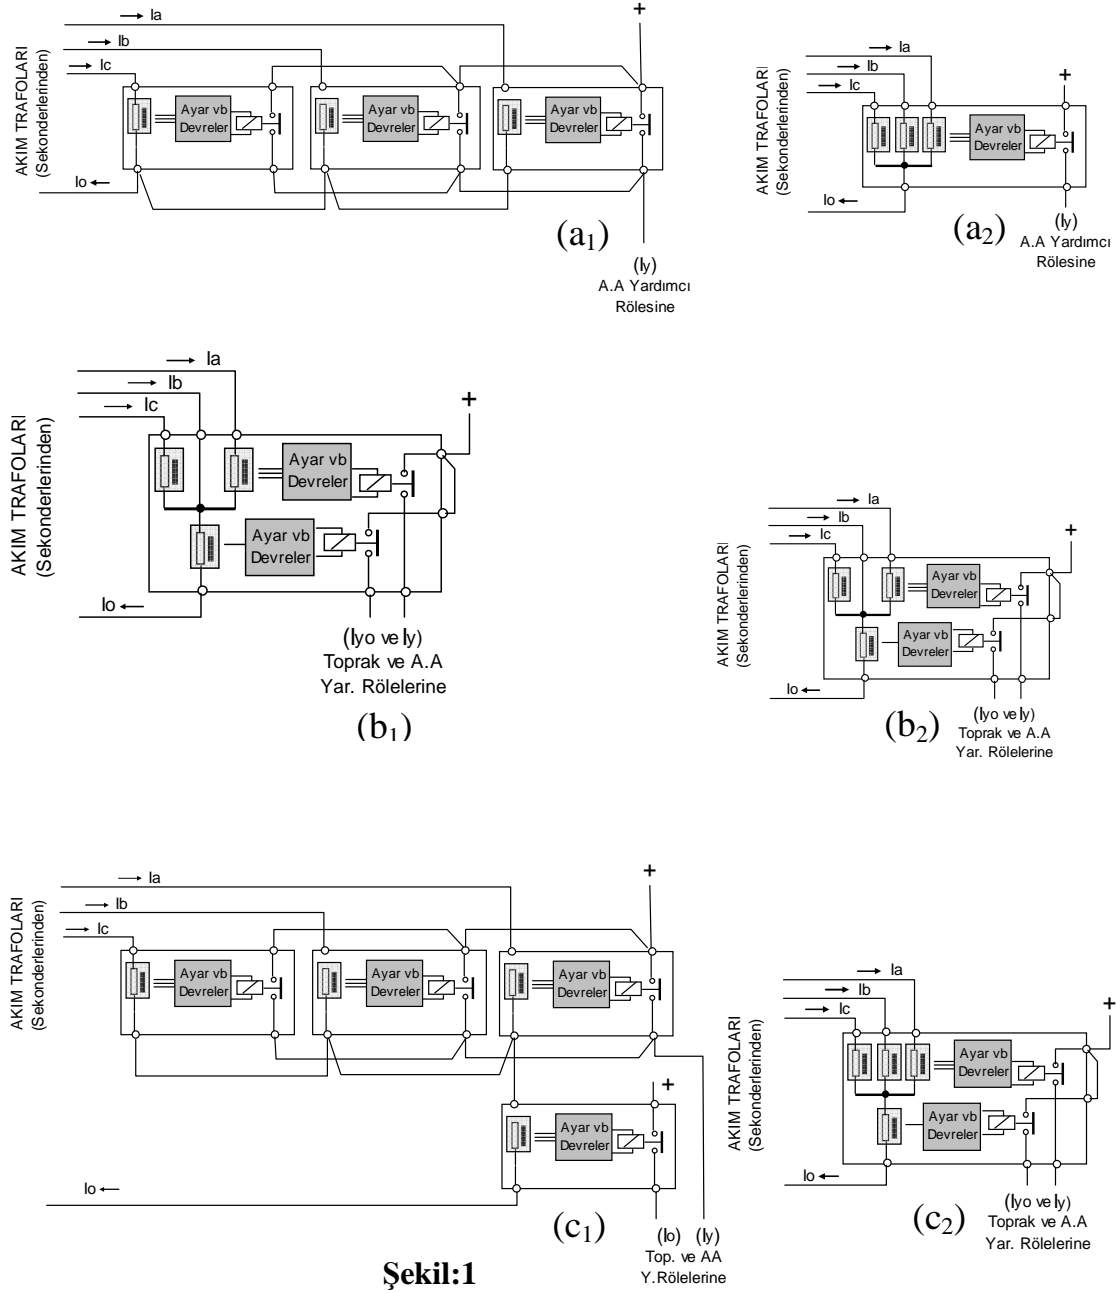 AKIM TRAFOLARI
(Sekonderlerinden)
Ia
Ib
Ic
+
Ayar vb
Devreler
Ayar vb
Devreler
Ayar vb
Devreler
Io
(a1)
(Iy)
A.A Yardımcı
Rölesine
AKIM TRAFOLARI
(Sekonderlerinden)
Ia
Ib
Ic
+
Ayar vb
Devreler
Io
(a2)
(Iy)
A.A Yardımcı
Rölesine
AKIM TRAFOLARI
(Sekonderlerinden)
Ia
Ib
Ic
+
Ayar vb
Devreler
Ayar vb
Devreler
Io
(Iyo ve Iy)
Toprak ve A.A
Yar. Rölelerine
(b1)
AKIM TRAFOLARI
(Sekonderlerinden)
Ia
Ib
Ic
+
Ayar vb
Devreler
Ayar vb
Devreler
Io
(b2)
(Iyo ve Iy)
Toprak ve A.A
Yar. Rölelerine
AKIM TRAFOLARI
(Sekonderlerinden)
Ia
Ib
Ic
+
Ayar vb
Devreler
Ayar vb
Devreler
Ayar vb
Devreler
+
Ayar vb
Devreler
Io
(c1)
(Io) (Iy)
Top. ve AA
Y.Rölelerine
AKIM TRAFOLARI
(Sekonderlerinden)
Ia
Ib
Ic
+
Ayar vb
Devreler
Ayar vb
Devreler
Io
(c2)
(Iyo ve Iy)
Toprak ve A.A
Yar. Rölelerine
Şekil:1